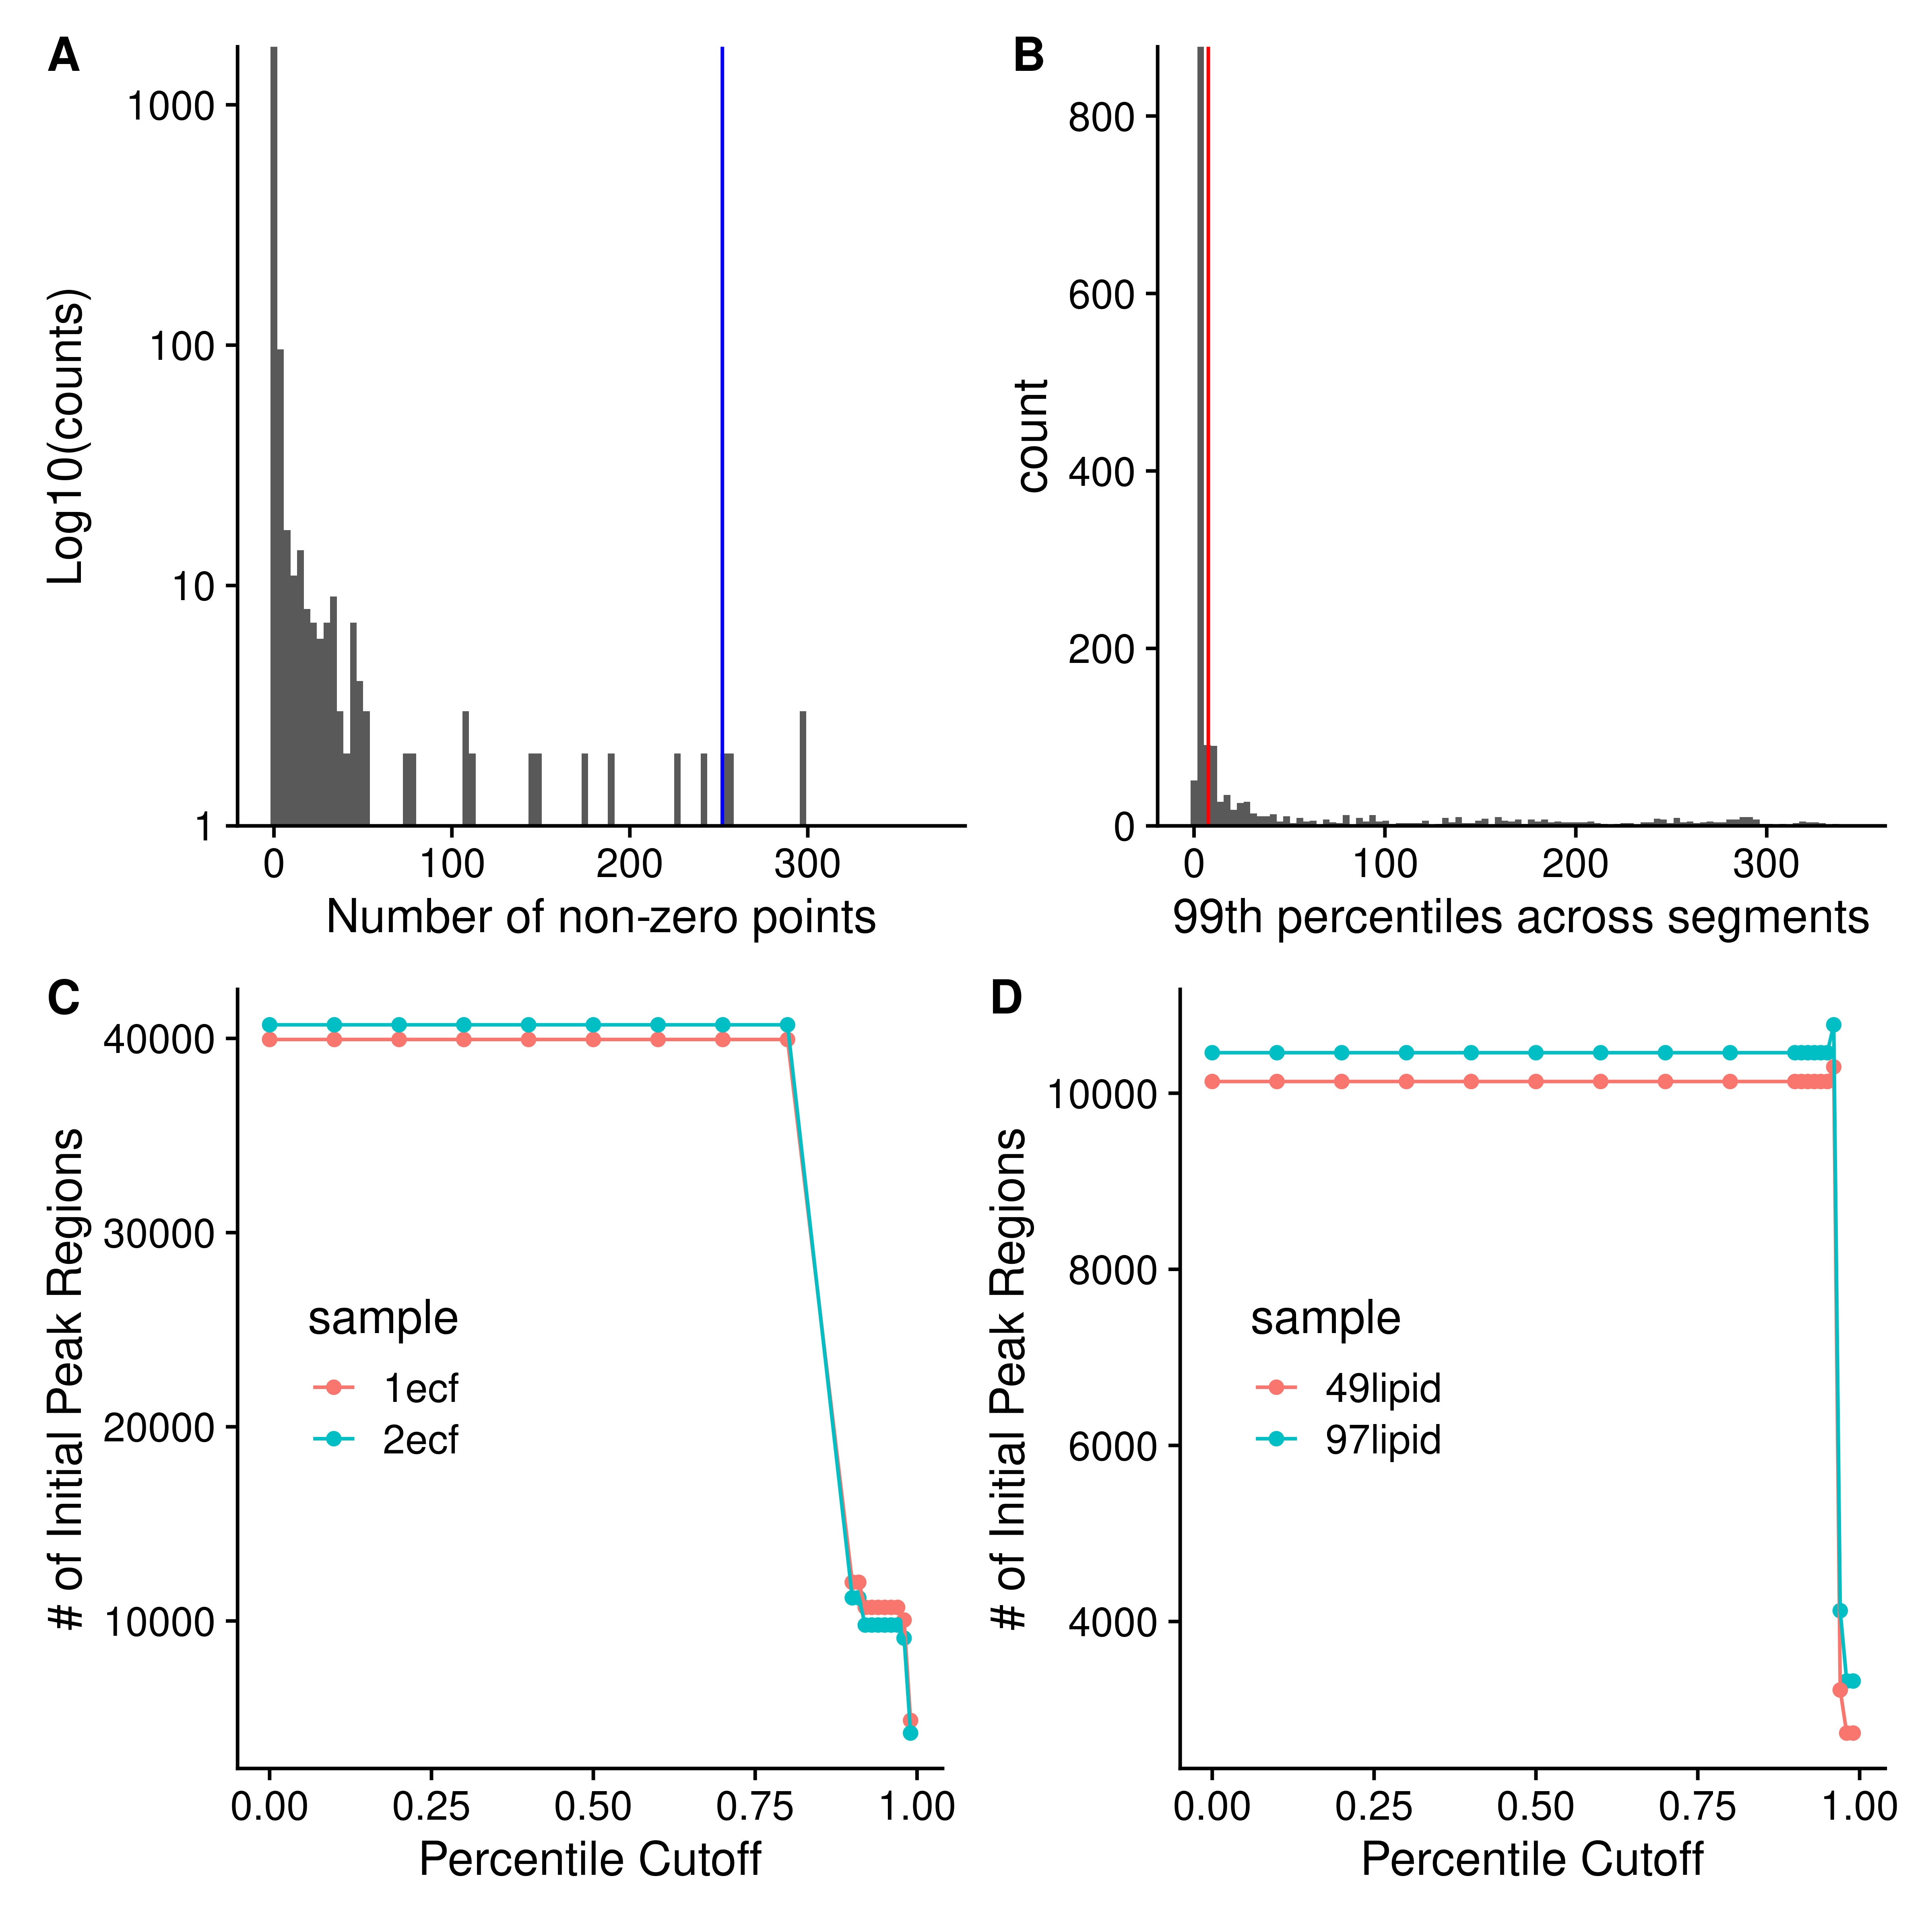 A
Log10(counts)
1000
100
10
1
0 100 200 300
Number of non-zero points
B
count
800
600
400
200
0
0 100 200 300
99th percentiles across segments
C
# of Initial Peak Regions
40000
30000
20000
10000
sample
1ecf
2ecf
0.00 0.25 0.50 0.75 1.00
Percentile Cutoff
D
# of Initial Peak Regions
10000
8000
6000
4000
sample
49lipid
97lipid
0.00 0.25 0.50 0.75 1.00
Percentile Cutoff